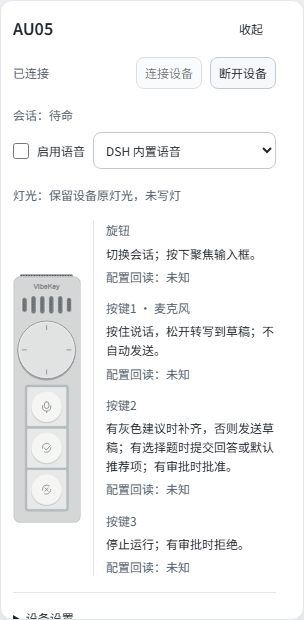 AU05
收起
已连接
连接设备
断开设备
会话：待命
启用语音
DSH 内置语音
灯光：保留设备原灯光，未写灯
VibeKey
旋钮
切换会话；按下聚焦输入框。
配置回读：未知
按键1 · 麦克风
按住说话，松开转写到草稿；不
自动发送。
配置回读：未知
按键2
有灰色建议时补齐，否则发送草
稿；有选择题时提交回答或默认
推荐项；有审批时批准。
配置回读：未知
按键3
停止运行；有审批时拒绝。
配置回读：未知
▶ 设备设置